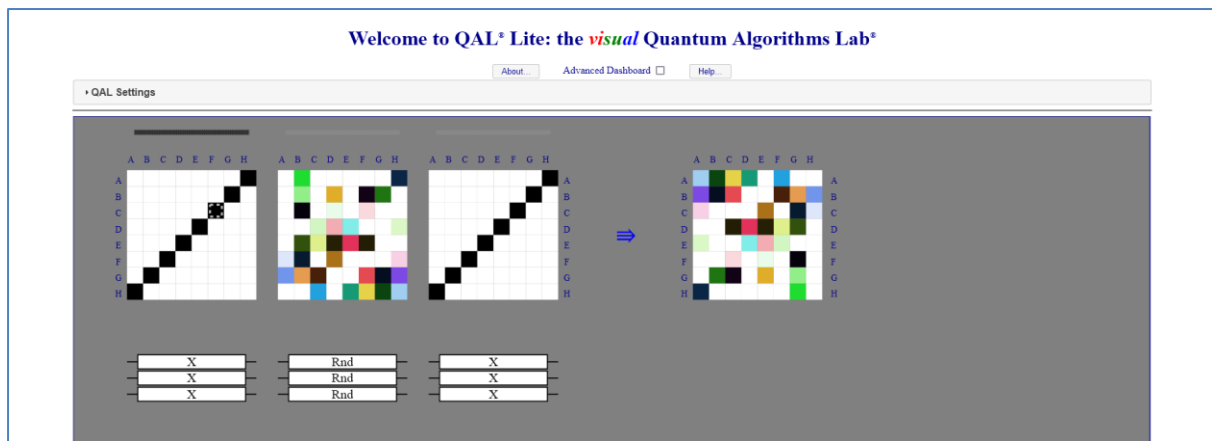 Welcome to QAL® Lite: the visual Quantum Algorithms Lab®
About... Advanced Dashboard Help...
QAL Settings
A B C D E F G H A B C D E F G H A B C D E F G H A B C D E F G H
A A A
B B B
C C C
D D D
E ⇛ E E
F F F
G G G
H H H
X Rnd X
X Rnd X
X Rnd X